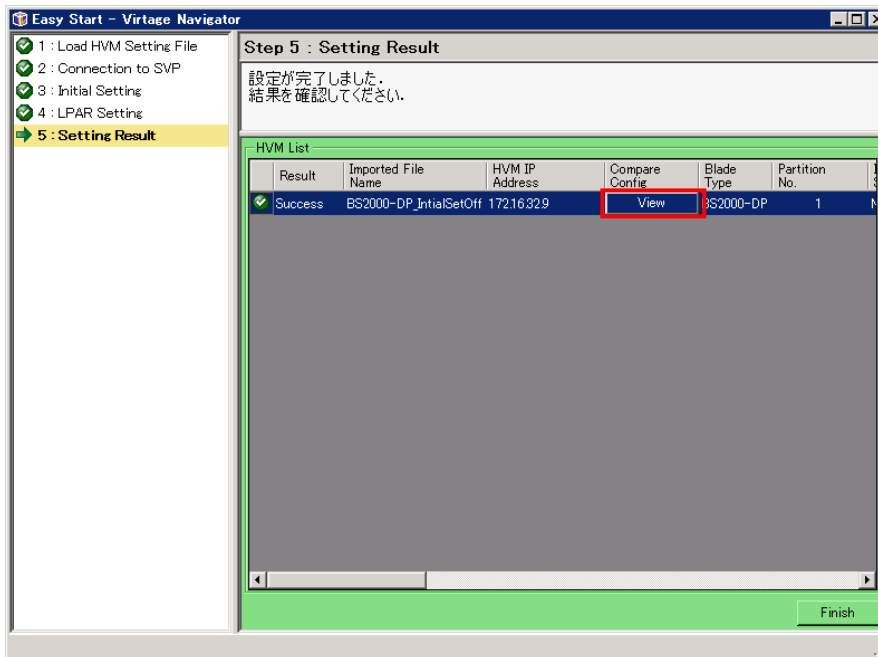 Easy Start - Virtage Navigator
1 : Load HVM Setting File
2 : Connection to SVP
3 : Initial Setting
4 : LPAR Setting
5 : Setting Result
Step 5 : Setting Result
設定が完了しました.
結果を確認してください.
HVM List
Result
Imported File Name
HVM IP Address
Compare Config
Blade Type
Partition No.
Success
BS2000-DP_IntialSetOff
172.16.32.9
View
BS2000-DP
1
Finish